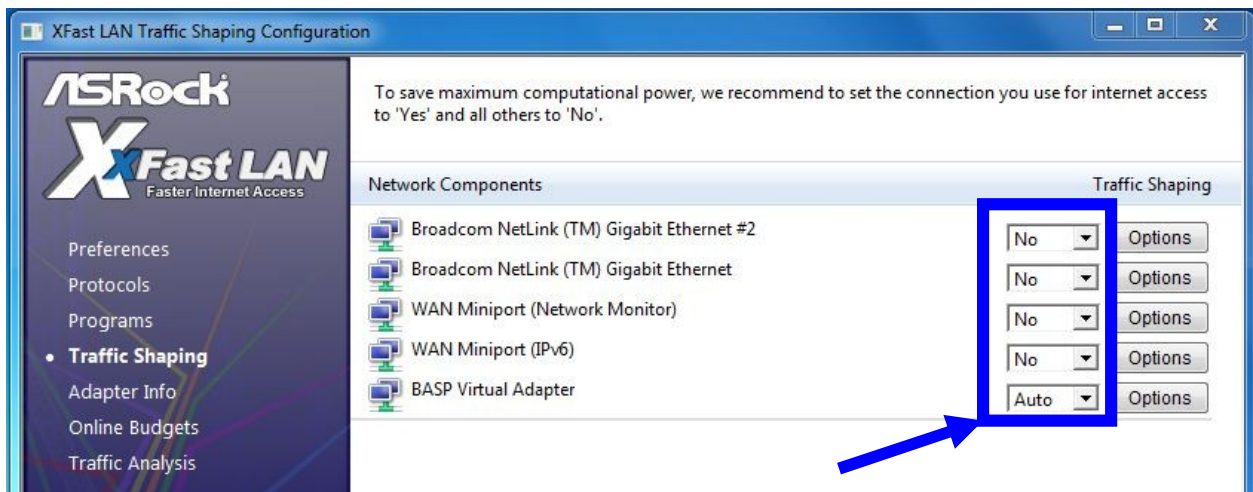 XFast LAN Traffic Shaping Configuration
ASRock
XFast LAN
Faster Internet Access
Preferences
Protocols
Programs
• Traffic Shaping
Adapter Info
Online Budgets
Traffic Analysis
To save maximum computational power, we recommend to set the connection you use for internet access
to 'Yes' and all others to 'No'.
Network Components Traffic Shaping
Broadcom NetLink (TM) Gigabit Ethernet #2 No Options
Broadcom NetLink (TM) Gigabit Ethernet No Options
WAN Miniport (Network Monitor) No Options
WAN Miniport (IPv6) No Options
BASP Virtual Adapter Auto Options